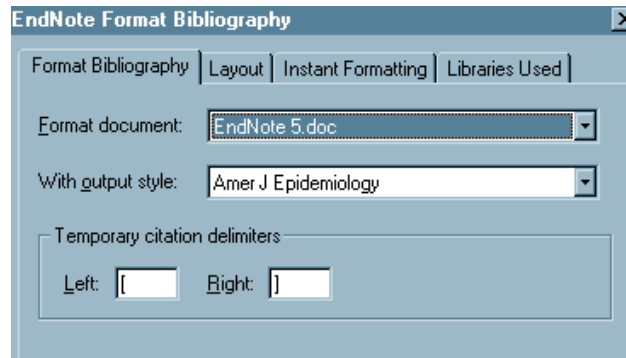 EndNote Format Bibliography
Format Bibliography Layout Instant Formatting Libraries Used
Format document: EndNote 5.doc
With output style: Amer J Epidemiology
Temporary citation delimiters
Left: [ Right: ]